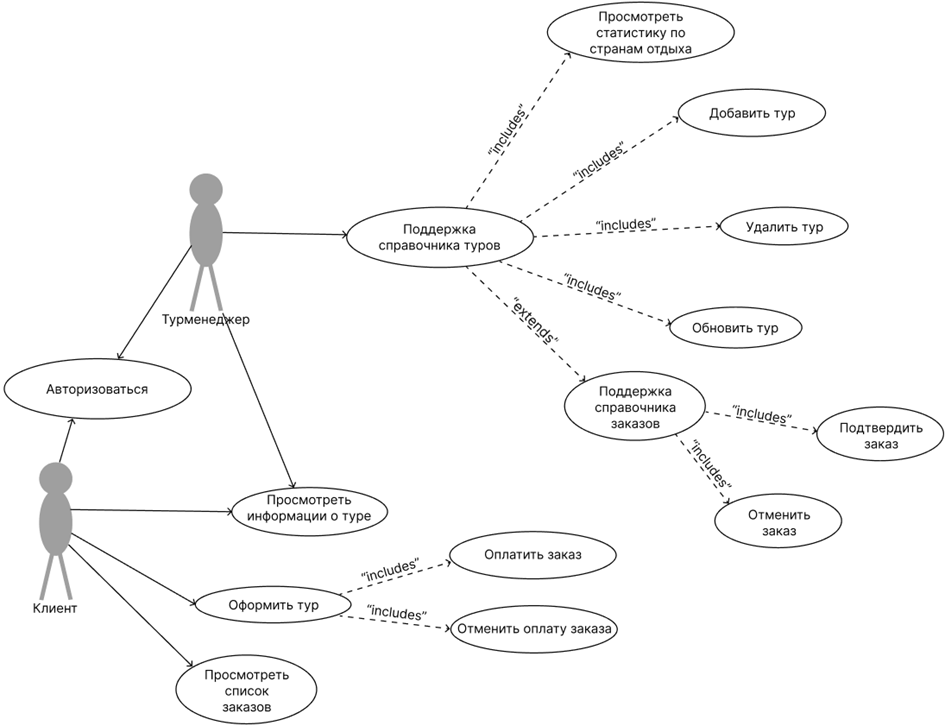 Просмотреть
статистику по
странам отдыха
“includes”
Добавить тур
“includes”
Поддержка
справочника туров
“includes”
Удалить тур
“includes”
Обновить тур
“extends”
Турменеджер
Авторизоваться
Поддержка
справочника
заказов
“includes”
Подтвердить
заказ
“includes”
Отменить
заказ
Просмотреть
информации о туре
Клиент
Оформить тур
“includes”
Оплатить заказ
“includes”
Отменить оплату заказа
Просмотреть
список
заказов